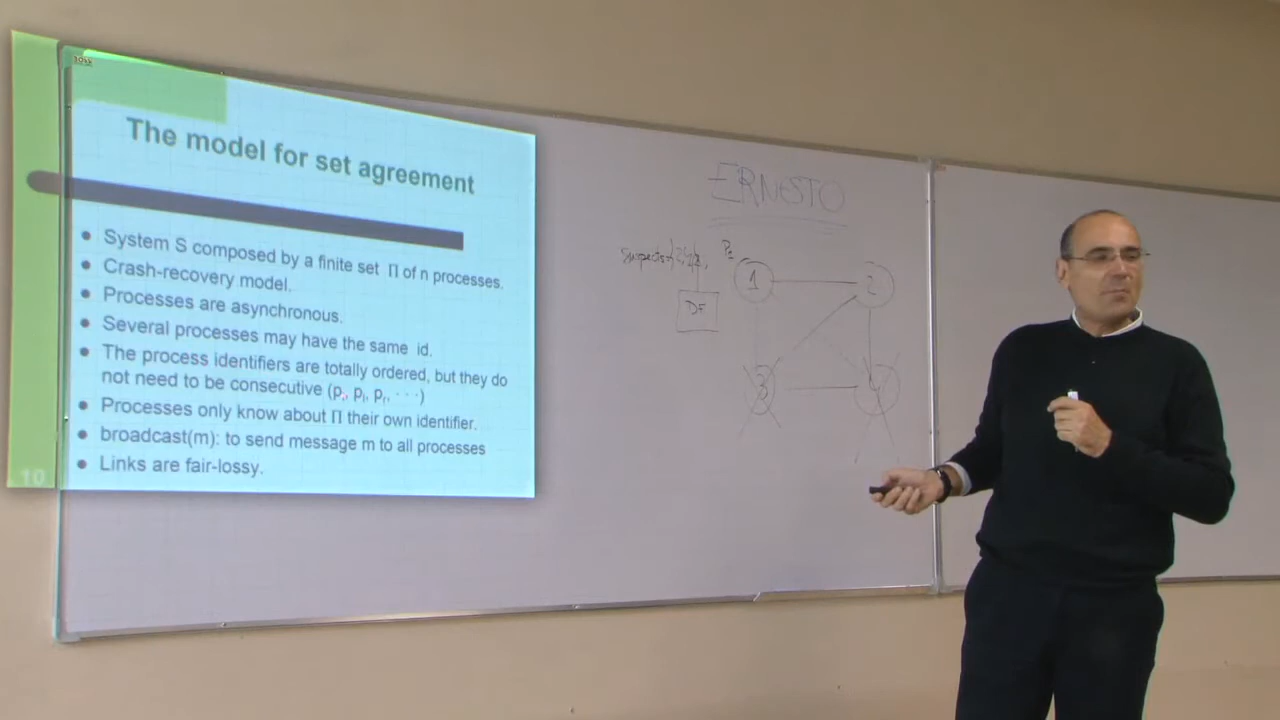 The model for set agreement
● System S composed by a finite set Π of n processes.
● Crash-recovery model.
● Processes are asynchronous.
● Several processes may have the same id.
● The process identifiers are totally ordered, but they do
not need to be consecutive (pᵢ, pⱼ, pᵣ, · · ·)
● Processes only know about Π their own identifier.
● broadcast(m): to send message m to all processes
● Links are fair-lossy.
10
ERNESTO
1
2
3